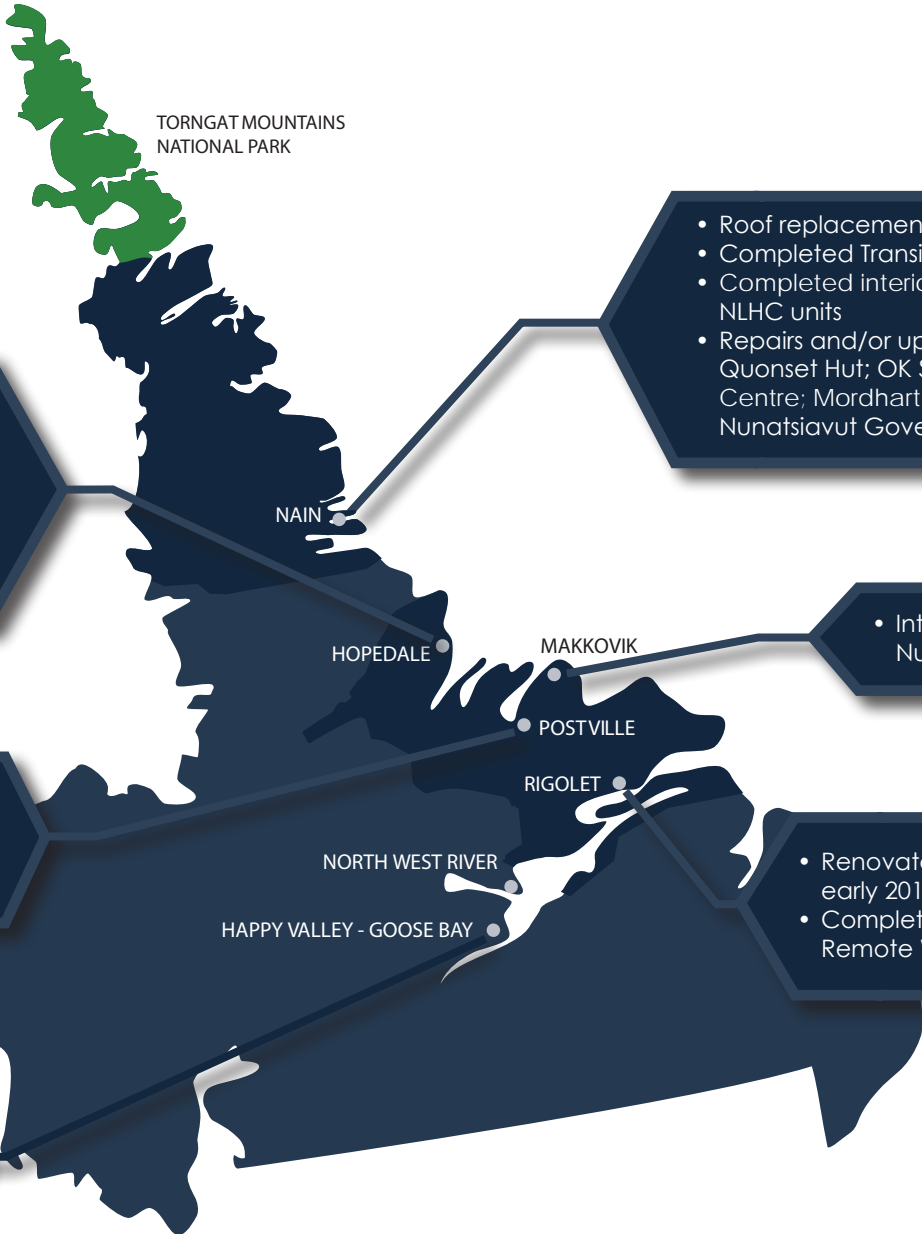 TORNGAT MOUNTAINS
NATIONAL PARK
• Roof replacemen
• Completed Transi
• Completed interio
NLHC units
• Repairs and/or up
Quonset Hut; OK S
Centre; Mordhart
Nunatsiavut Gove
NAIN
HOPEDALE
MAKKOVIK
• Int
Nu
POSTVILLE
RIGOLET
NORTH WEST RIVER
HAPPY VALLEY - GOOSE BAY
• Renovate
early 201
• Complet
Remote